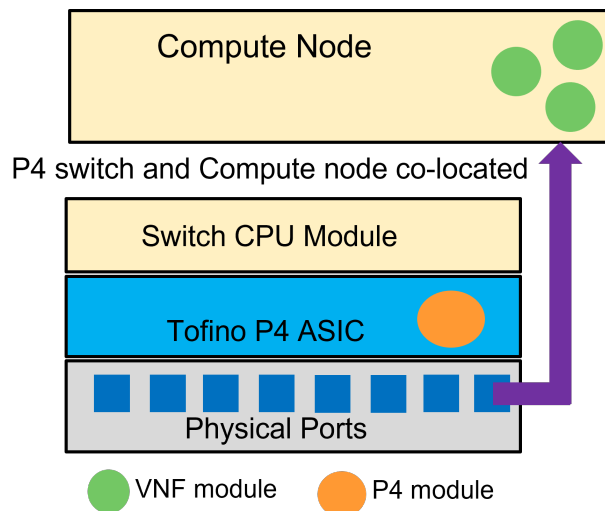 Compute Node
P4 switch and Compute node co-located
Switch CPU Module
Tofino P4 ASIC
Physical Ports
VNF module
P4 module